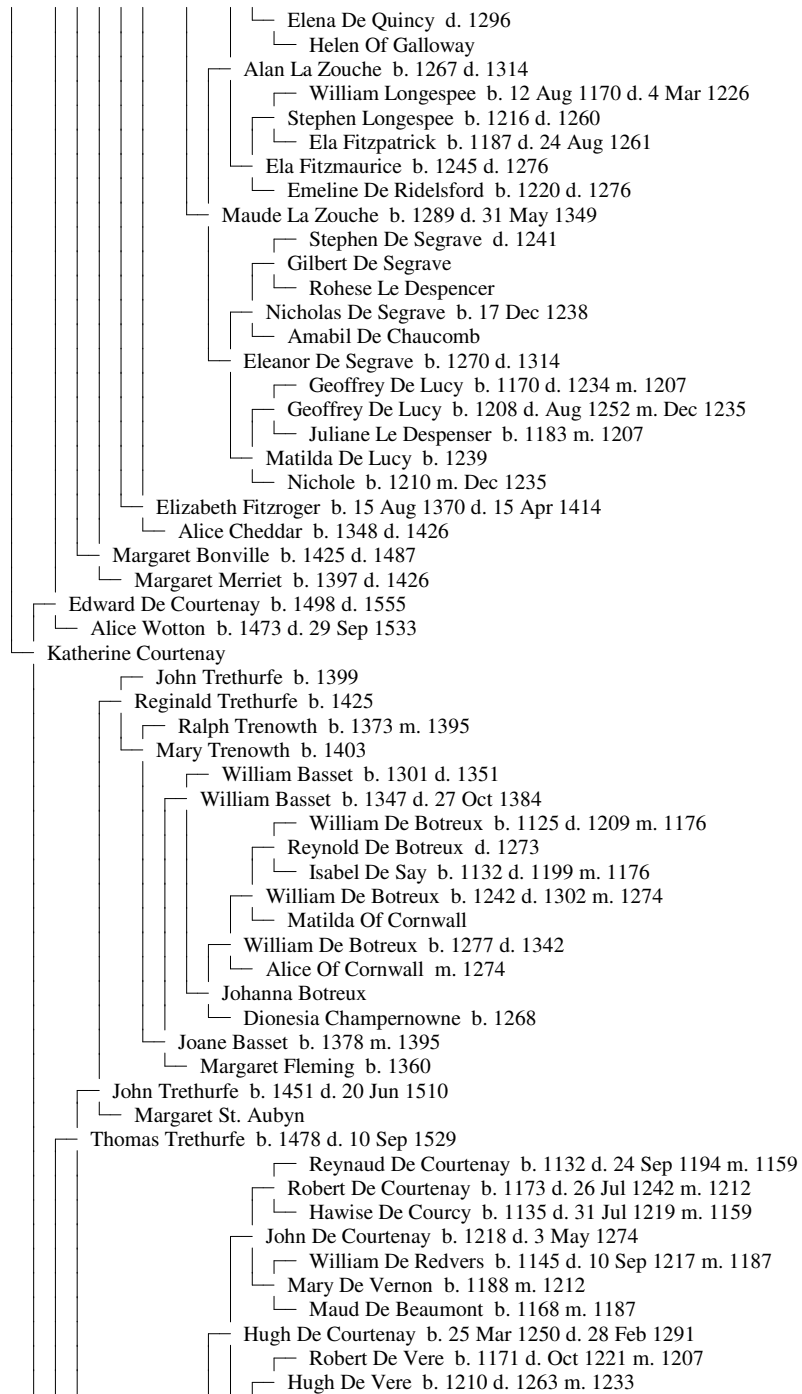 Elena De Quincy d. 1296
Helen Of Galloway
Alan La Zouche b. 1267 d. 1314
William Longespee b. 12 Aug 1170 d. 4 Mar 1226
Stephen Longespee b. 1216 d. 1260
Ela Fitzpatrick b. 1187 d. 24 Aug 1261
Ela Fitzmaurice b. 1245 d. 1276
Emeline De Ridelsford b. 1220 d. 1276
Maude La Zouche b. 1289 d. 31 May 1349
Stephen De Segrave d. 1241
Gilbert De Segrave
Rohese Le Despencer
Nicholas De Segrave b. 17 Dec 1238
Amabil De Chaucomb
Eleanor De Segrave b. 1270 d. 1314
Geoffrey De Lucy b. 1170 d. 1234 m. 1207
Geoffrey De Lucy b. 1208 d. Aug 1252 m. Dec 1235
Juliane Le Despenser b. 1183 m. 1207
Matilda De Lucy b. 1239
Nichole b. 1210 m. Dec 1235
Elizabeth Fitzroger b. 15 Aug 1370 d. 15 Apr 1414
Alice Cheddar b. 1348 d. 1426
Margaret Bonville b. 1425 d. 1487
Margaret Merriet b. 1397 d. 1426
Edward De Courtenay b. 1498 d. 1555
Alice Wotton b. 1473 d. 29 Sep 1533
Katherine Courtenay
John Trethurfe b. 1399
Reginald Trethurfe b. 1425
Ralph Trenowth b. 1373 m. 1395
Mary Trenowth b. 1403
William Basset b. 1301 d. 1351
William Basset b. 1347 d. 27 Oct 1384
William De Botreux b. 1125 d. 1209 m. 1176
Reynold De Botreux d. 1273
Isabel De Say b. 1132 d. 1199 m. 1176
William De Botreux b. 1242 d. 1302 m. 1274
Matilda Of Cornwall
William De Botreux b. 1277 d. 1342
Alice Of Cornwall m. 1274
Johanna Botreux
Dionesia Champernowne b. 1268
Joane Basset b. 1378 m. 1395
Margaret Fleming b. 1360
John Trethurfe b. 1451 d. 20 Jun 1510
Margaret St. Aubyn
Thomas Trethurfe b. 1478 d. 10 Sep 1529
Reynaud De Courtenay b. 1132 d. 24 Sep 1194 m. 1159
Robert De Courtenay b. 1173 d. 26 Jul 1242 m. 1212
Hawise De Courcy b. 1135 d. 31 Jul 1219 m. 1159
John De Courtenay b. 1218 d. 3 May 1274
William De Redvers b. 1145 d. 10 Sep 1217 m. 1187
Mary De Vernon b. 1188 m. 1212
Maud De Beaumont b. 1168 m. 1187
Hugh De Courtenay b. 25 Mar 1250 d. 28 Feb 1291
Robert De Vere b. 1171 d. Oct 1221 m. 1207
Hugh De Vere b. 1210 d. 1263 m. 1233